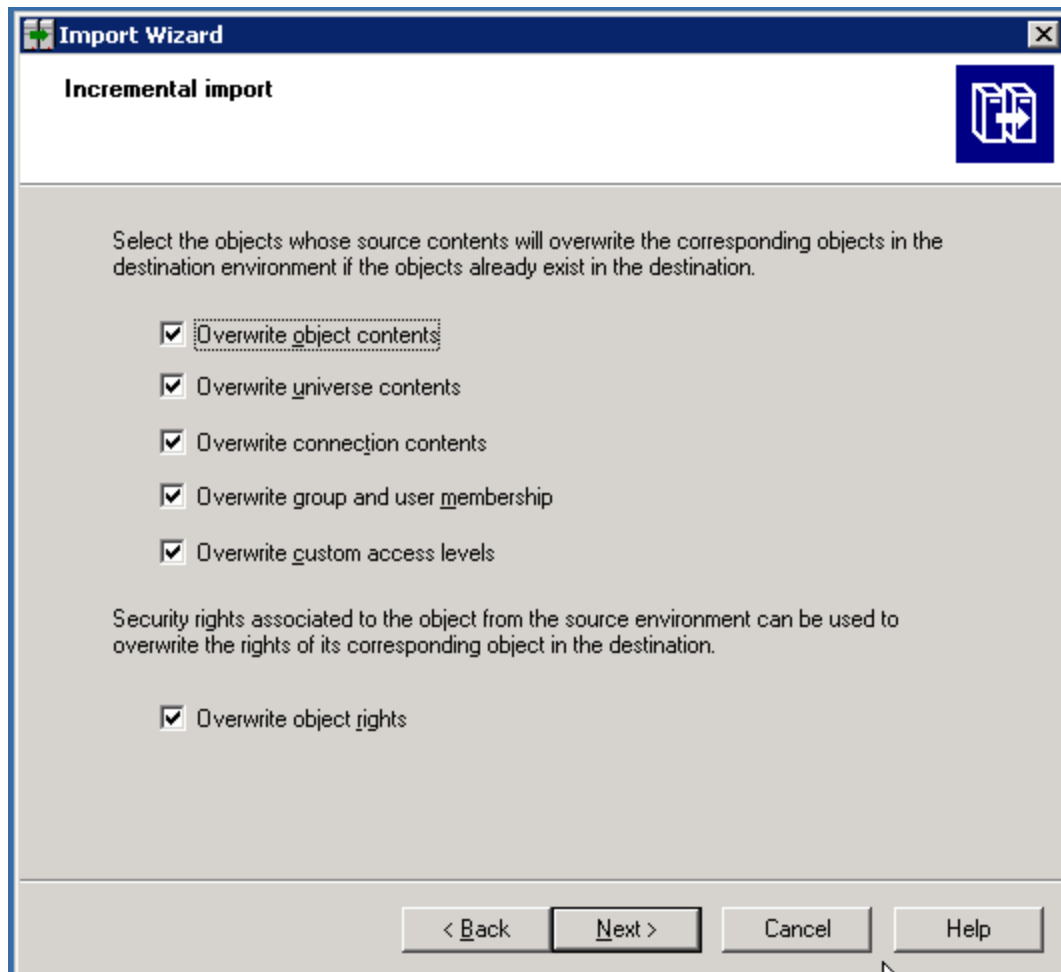 Import Wizard
Incremental import
Select the objects whose source contents will overwrite the corresponding objects in the
destination environment if the objects already exist in the destination.
Overwrite object contents
Overwrite universe contents
Overwrite connection contents
Overwrite group and user membership
Overwrite custom access levels
Security rights associated to the object from the source environment can be used to
overwrite the rights of its corresponding object in the destination.
Overwrite object rights
< Back Next > Cancel Help